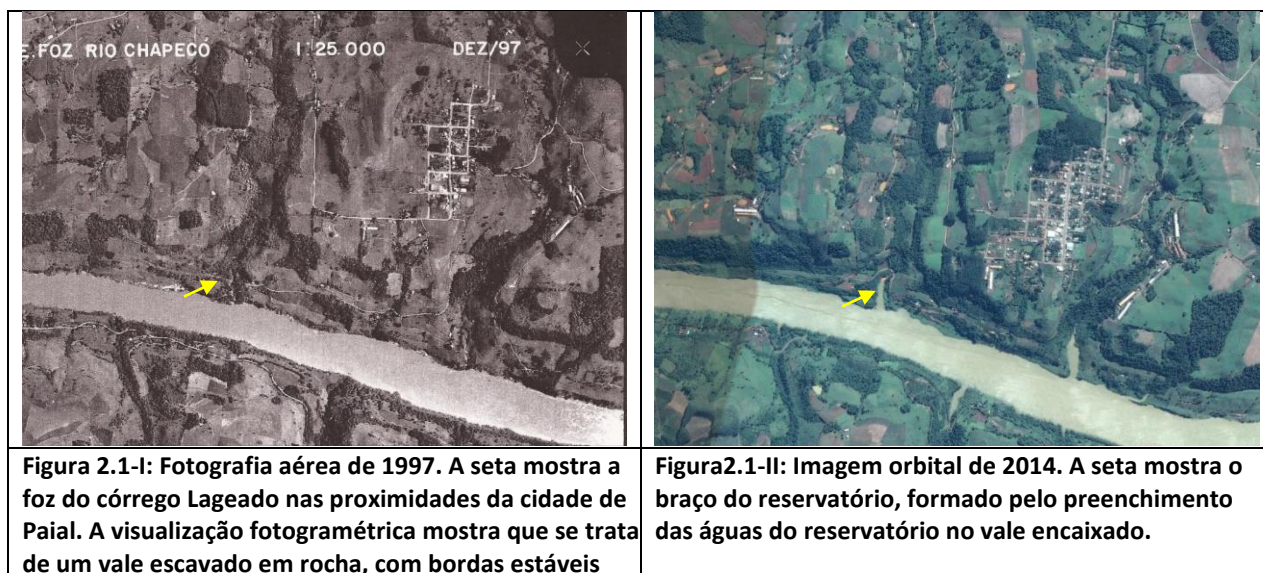 E. FOZ RIO CHAPECÓ 1:25.000 DEZ/97
Figura 2.1-I: Fotografia aérea de 1997. A seta mostra a
foz do córrego Lageado nas proximidades da cidade de
Paial. A visualização fotogramétrica mostra que se trata
de um vale escavado em rocha, com bordas estáveis
Figura2.1-II: Imagem orbital de 2014. A seta mostra o
braço do reservatório, formado pelo preenchimento
das águas do reservatório no vale encaixado.